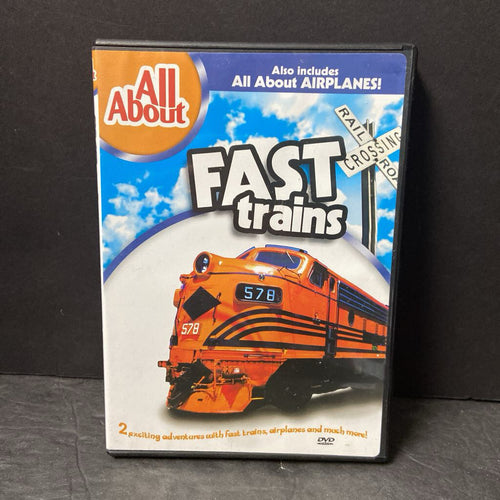 All
About
Also includes
All About AIRPLANES!
RAIL
CROSSING
ROA
FAST
trains
578
578
2 exciting adventures with fast trains, airplanes and much more!
DVD